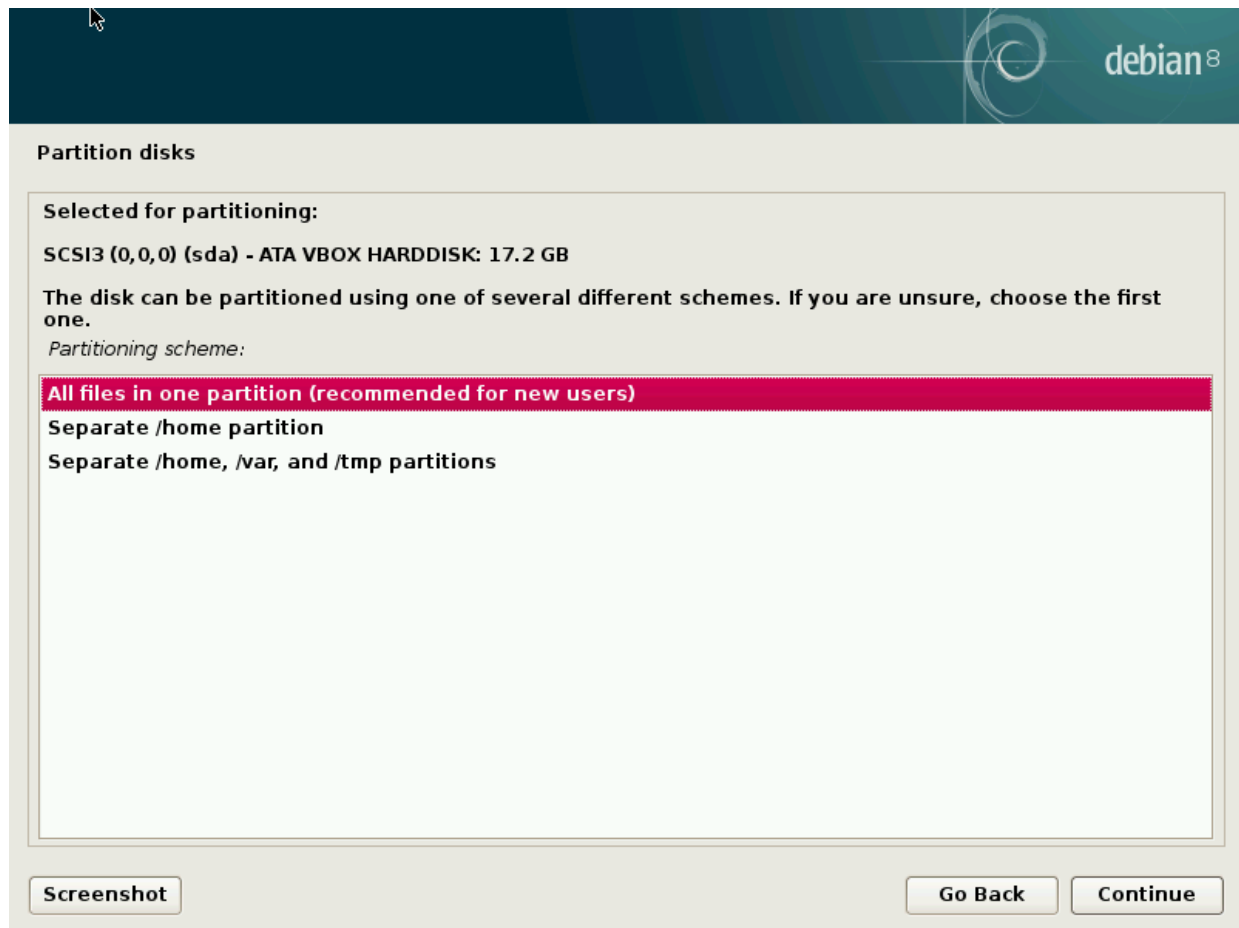 debian 8
Partition disks
Selected for partitioning:
SCSI3 (0,0,0) (sda) - ATA VBOX HARDDISK: 17.2 GB
The disk can be partitioned using one of several different schemes. If you are unsure, choose the first
one.
Partitioning scheme:
All files in one partition (recommended for new users)
Separate /home partition
Separate /home, /var, and /tmp partitions
Screenshot
Go Back
Continue